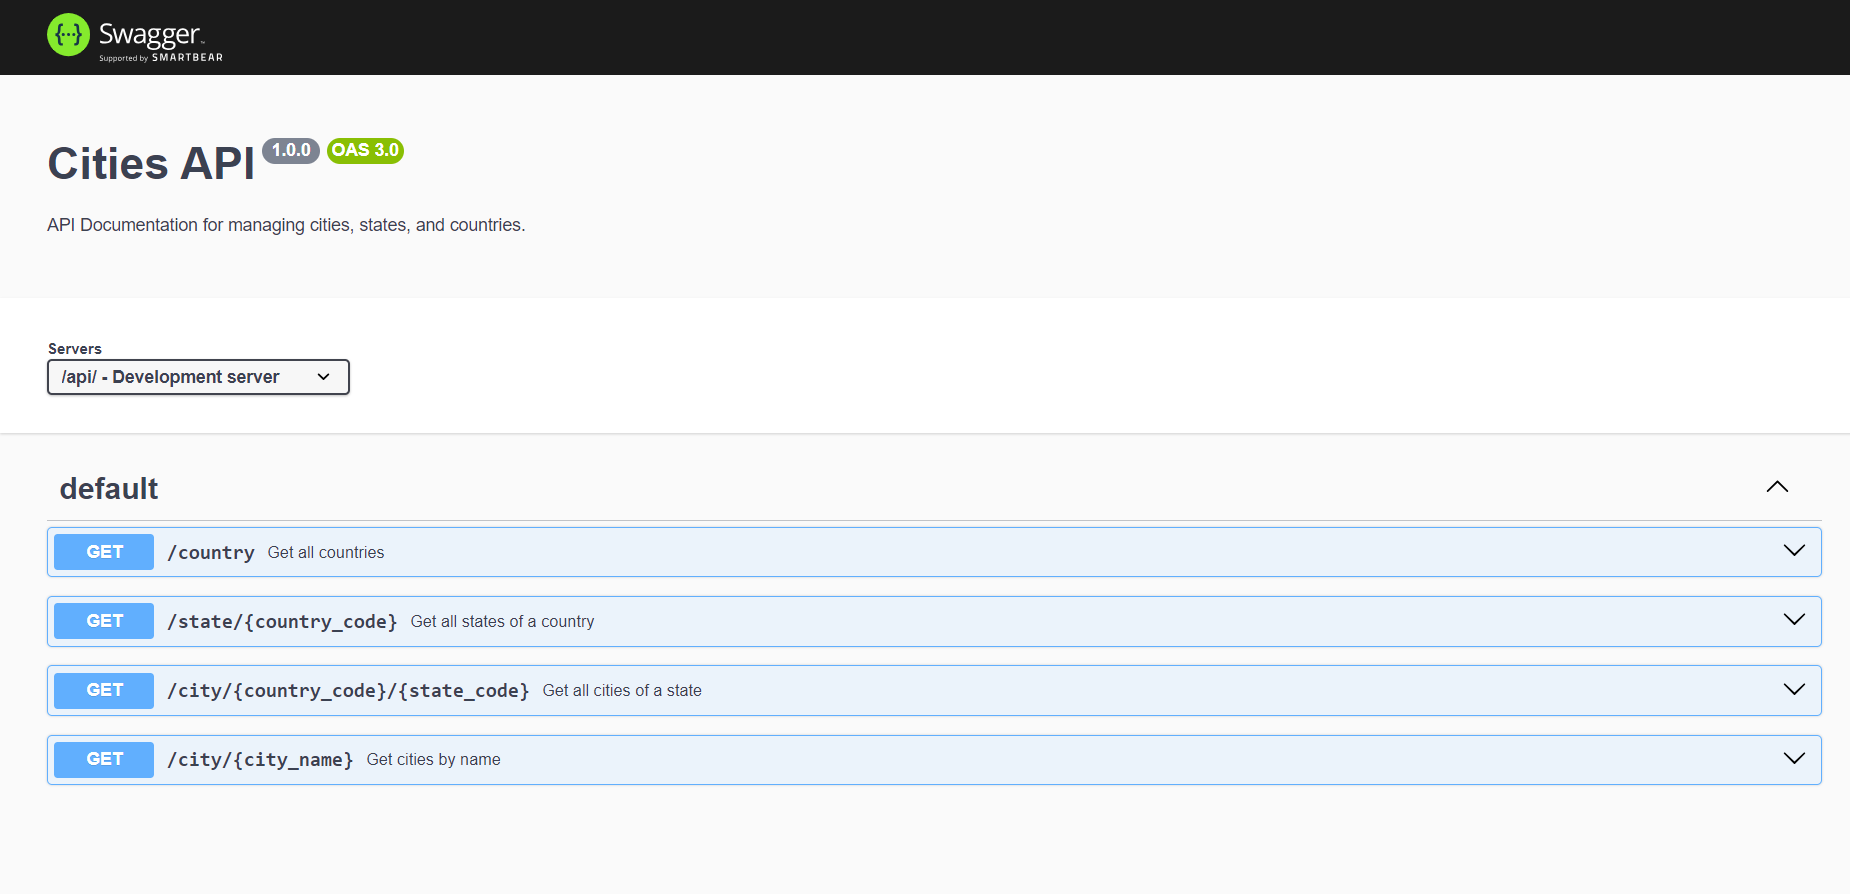 {···} Swagger™
Supported by SMARTBEAR
Cities API 1.0.0 OAS 3.0
API Documentation for managing cities, states, and countries.
Servers
/api/ - Development server
default
GET /country Get all countries
GET /state/{country_code} Get all states of a country
GET /city/{country_code}/{state_code} Get all cities of a state
GET /city/{city_name} Get cities by name